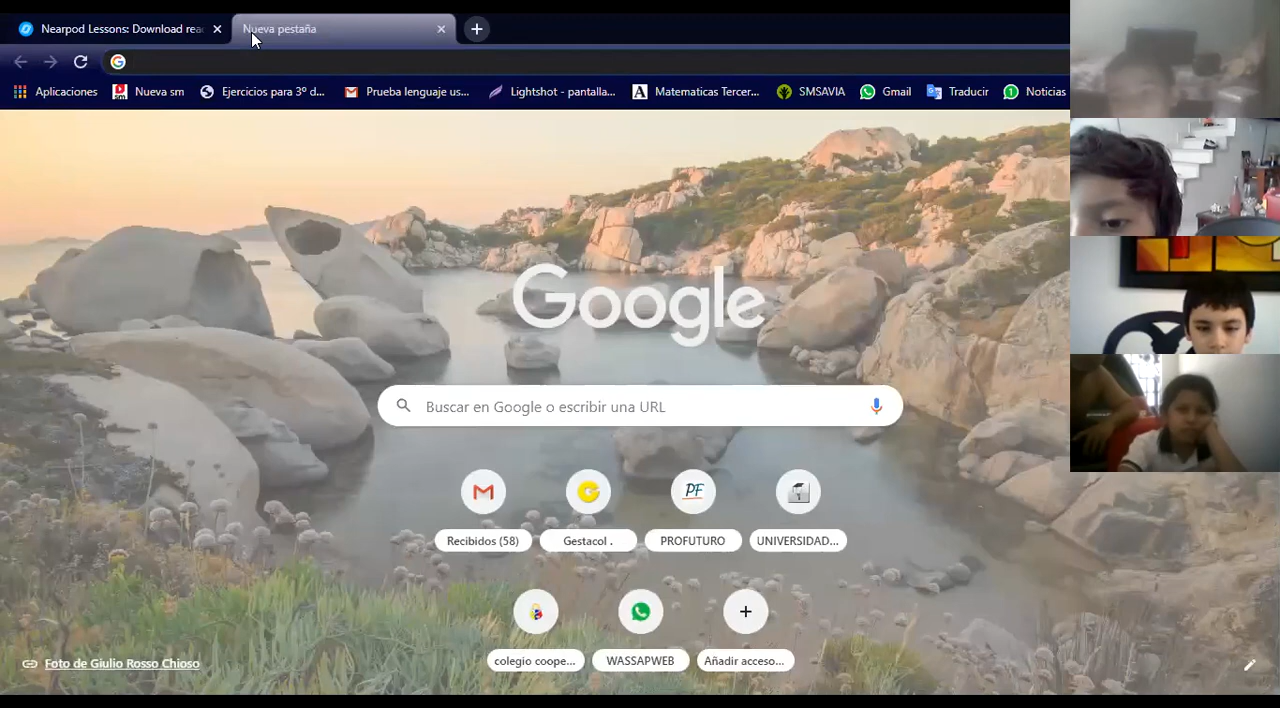 Nearpod Lessons: Download rea
Nueva pestaña
Aplicaciones
Nueva sm
Ejercicios para 3º d...
Prueba lenguaje us...
Lightshot - pantalla...
Matematicas Tercer...
SMSAVIA
Gmail
Traducir
Noticias
Google
Buscar en Google o escribir una URL
PF
Recibidos (58)
Gestacol .
PROFUTURO
UNIVERSIDAD...
colegio coope...
WASSAPWEB
Añadir acceso...
Foto de Giulio Rosso Chioso